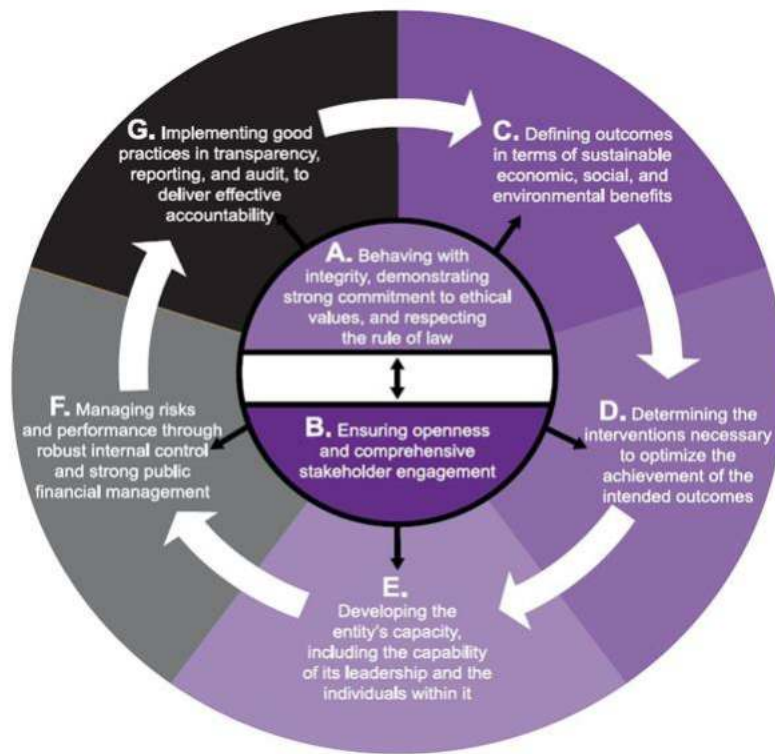 G. Implementing good
practices in transparency,
reporting, and audit, to
deliver effective
accountability
C. Defining outcomes
in terms of sustainable
economic, social, and
environmental benefits
A. Behaving with
integrity, demonstrating
strong commitment to ethical
values, and respecting
the rule of law
B. Ensuring openness
and comprehensive
stakeholder engagement
D. Determining the
interventions necessary
to optimize the
achievement of the
intended outcomes
E.
Developing the
entity's capacity,
including the capability
of its leadership and the
individuals within it
F. Managing risks
and performance through
robust internal control
and strong public
financial management